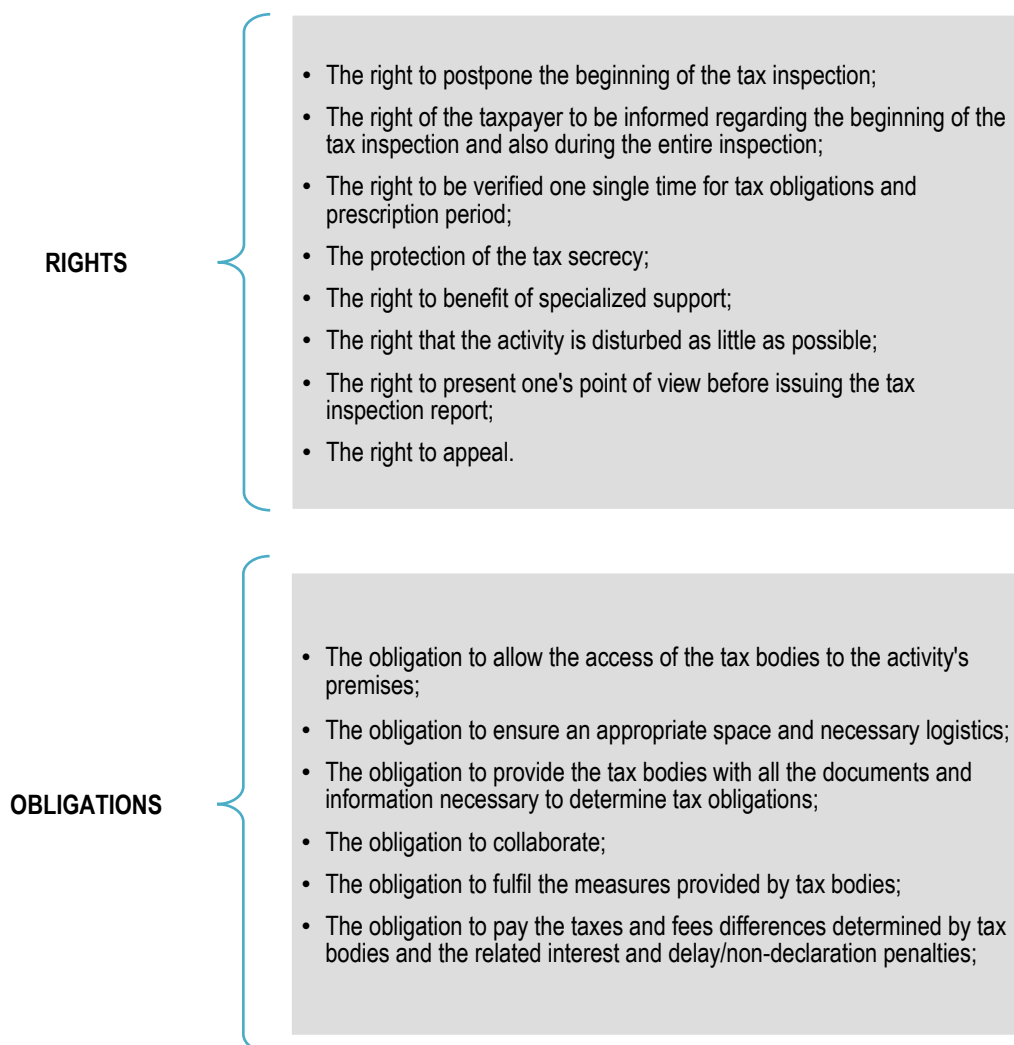 RIGHTS
• The right to postpone the beginning of the tax inspection;
• The right of the taxpayer to be informed regarding the beginning of the
tax inspection and also during the entire inspection;
• The right to be verified one single time for tax obligations and
prescription period;
• The protection of the tax secrecy;
• The right to benefit of specialized support;
• The right that the activity is disturbed as little as possible;
• The right to present one's point of view before issuing the tax
inspection report;
• The right to appeal.
OBLIGATIONS
• The obligation to allow the access of the tax bodies to the activity's
premises;
• The obligation to ensure an appropriate space and necessary logistics;
• The obligation to provide the tax bodies with all the documents and
information necessary to determine tax obligations;
• The obligation to collaborate;
• The obligation to fulfil the measures provided by tax bodies;
• The obligation to pay the taxes and fees differences determined by tax
bodies and the related interest and delay/non-declaration penalties;